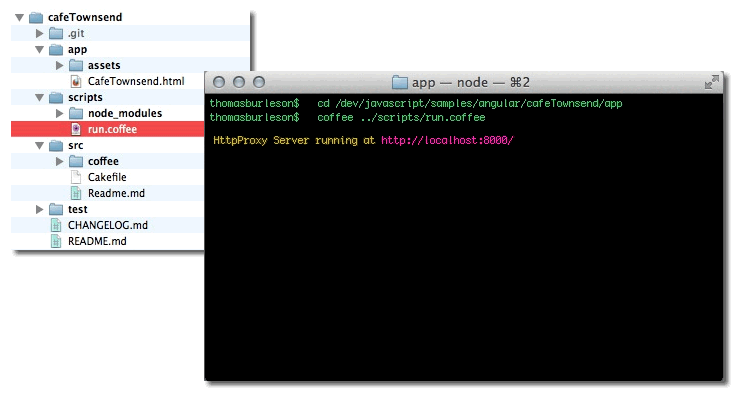 cafeTownsend
.git
app
assets
CafeTownsend.html
scripts
node_modules
run.coffee
src
coffee
Cakefile
Readme.md
test
CHANGELOG.md
README.md
app — node — ⌘2
thomasburleson$ cd /dev/javascript/samples/angular/cafeTownsend/app
thomasburleson$ coffee ../scripts/run.coffee
HttpProxy Server running at http://localhost:8000/